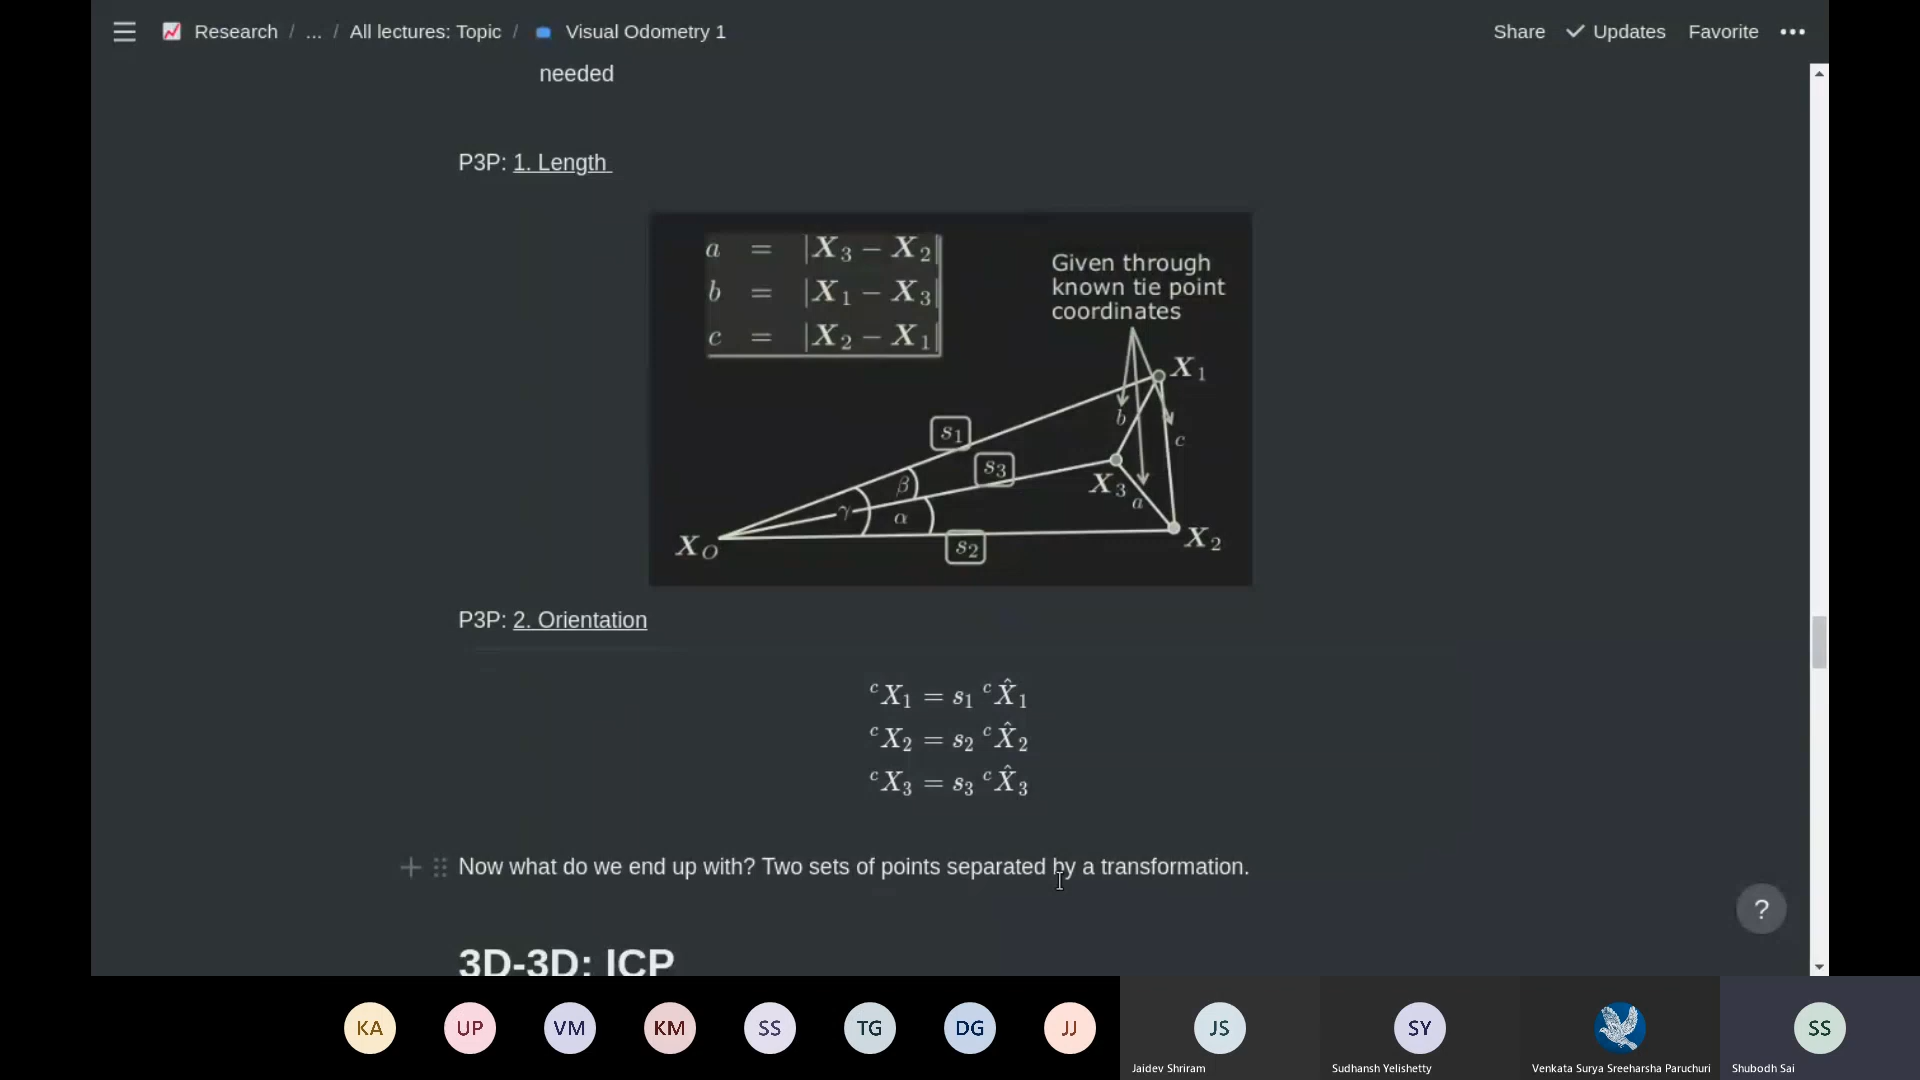 Research / ... / All lectures: Topic / Visual Odometry 1 Share Updates Favorite •••
needed
P3P: 1. Length
a = |X3 − X2|
b = |X1 − X3|
c = |X2 − X1|
Given through
known tie point
coordinates
X1
b
c
s1
s3
X3
a
β
γ
α
XO
s2
X2
P3P: 2. Orientation
cX1 = s1 cX̂1
cX2 = s2 cX̂2
cX3 = s3 cX̂3
Now what do we end up with? Two sets of points separated by a transformation.
?
3D-3D: ICP
KA UP VM KM SS TG DG JJ JS SY SS
Jaidev Shriram Sudhansh Yelishetty Venkata Surya Sreeharsha Paruchuri Shubodh Sai